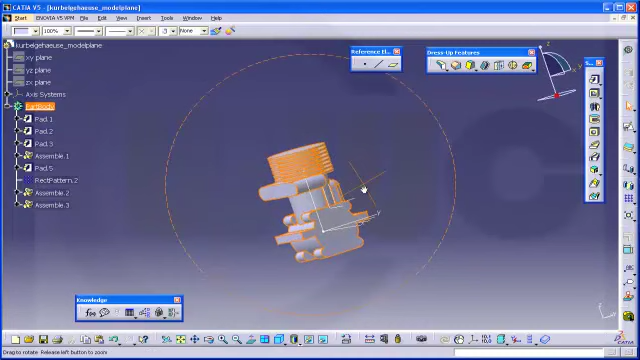 CATIA V5 - [kurbelgehaeuse_modelplane]
Start ENOVIA V5 VPM File Edit View Insert Tools Window Help
100% None
kurbelgehaeuse_modelplane
xy plane
yz plane
zx plane
Axis Systems
PartBody
Pad.1
Pad.2
Pad.3
Assemble.1
Pad.5
RectPattern.2
Assemble.2
Assemble.3
Reference El...
Dress-Up Features
S...
Knowledge
Drag to rotate Release left button to zoom
CATIA